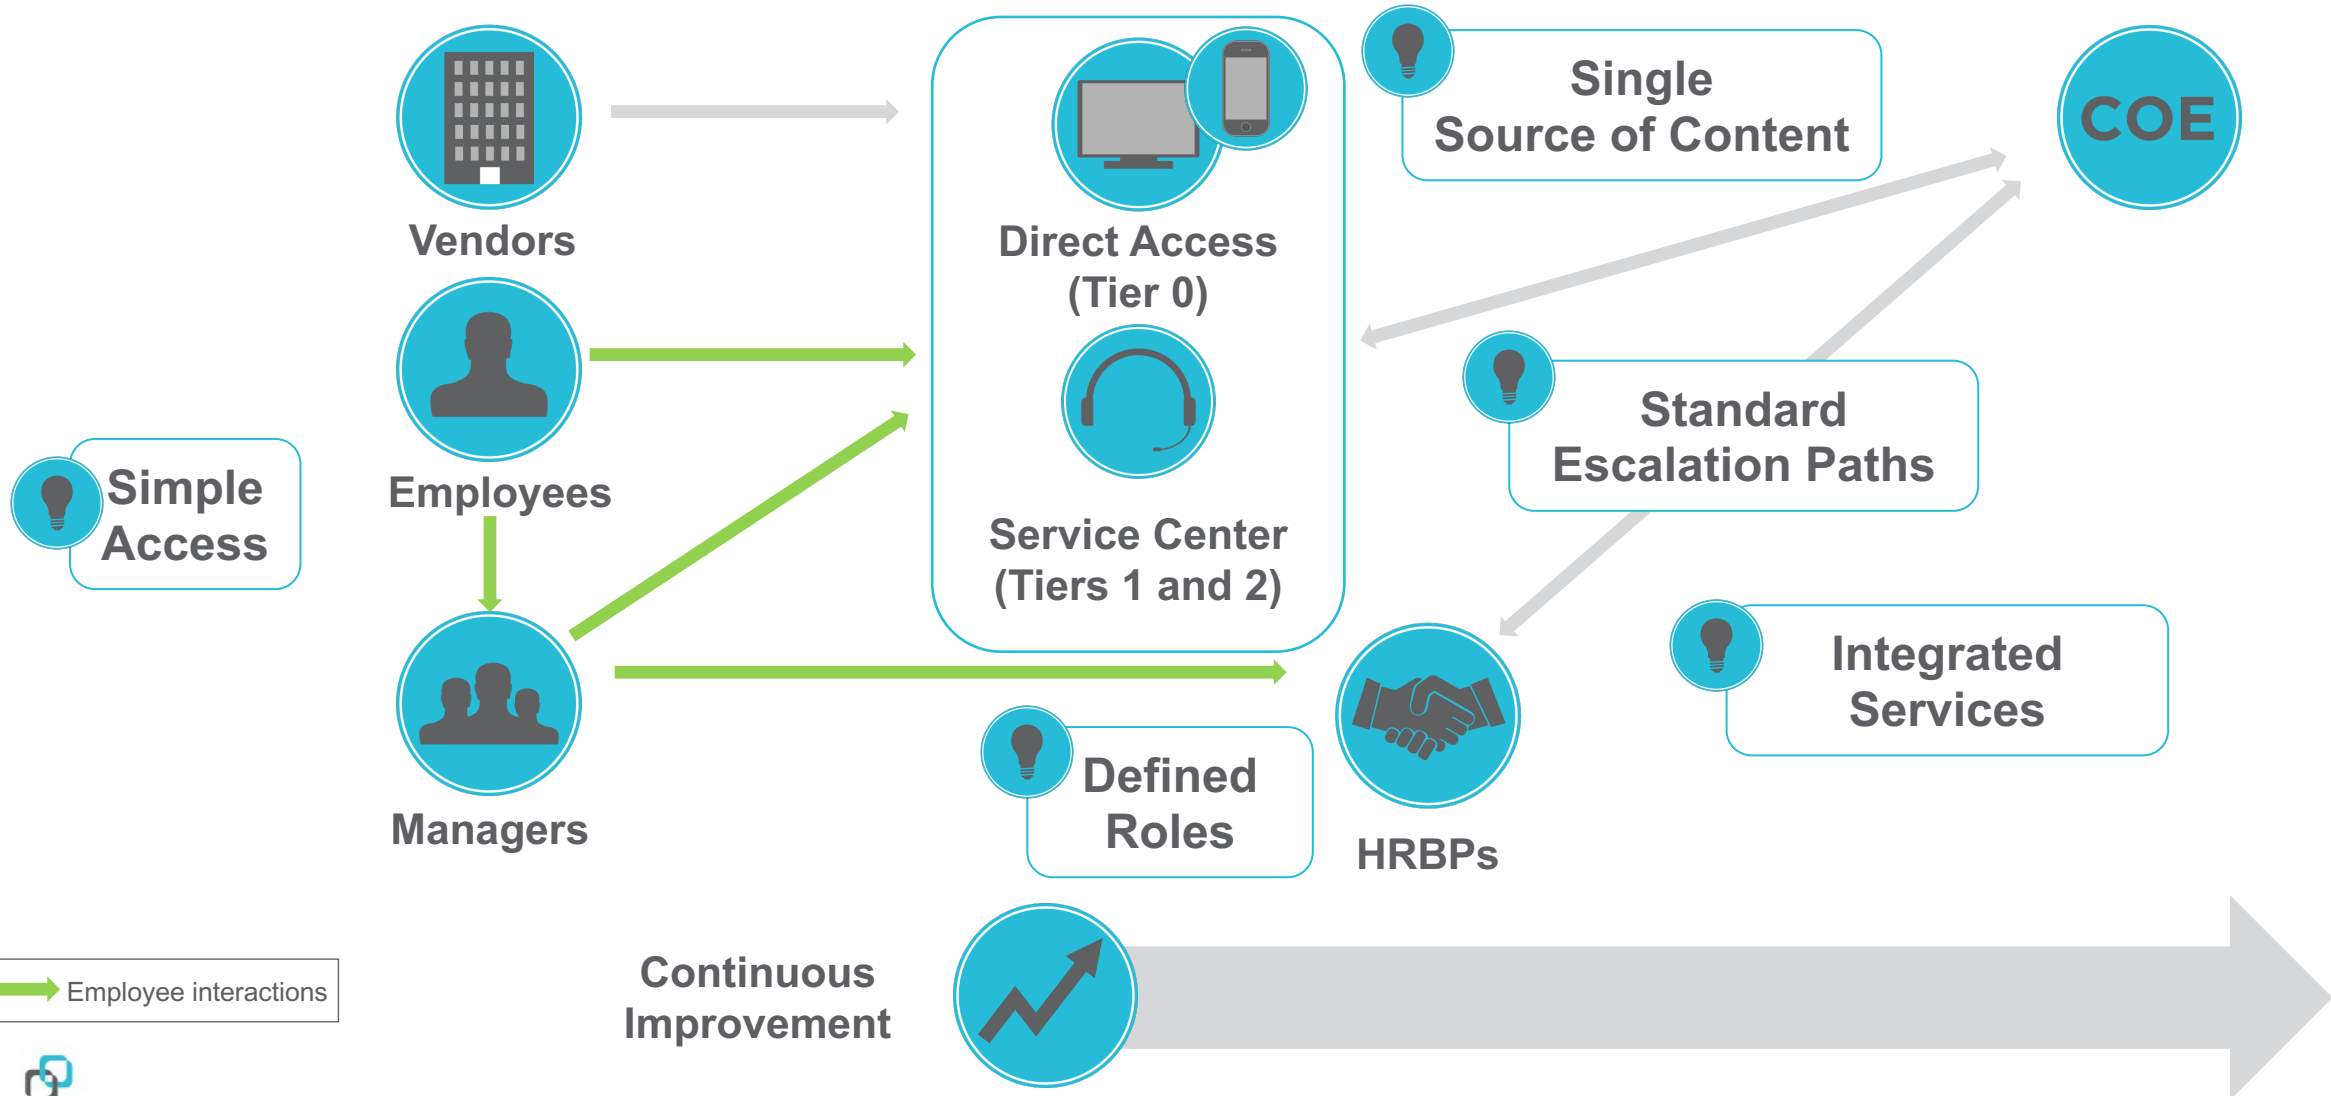 Vendors
Employees
Simple
Access
Managers
Direct Access
(Tier 0)
Service Center
(Tiers 1 and 2)
Single
Source of Content
COE
Standard
Escalation Paths
Integrated
Services
Defined
Roles
HRBPs
Continuous
Improvement
Employee interactions